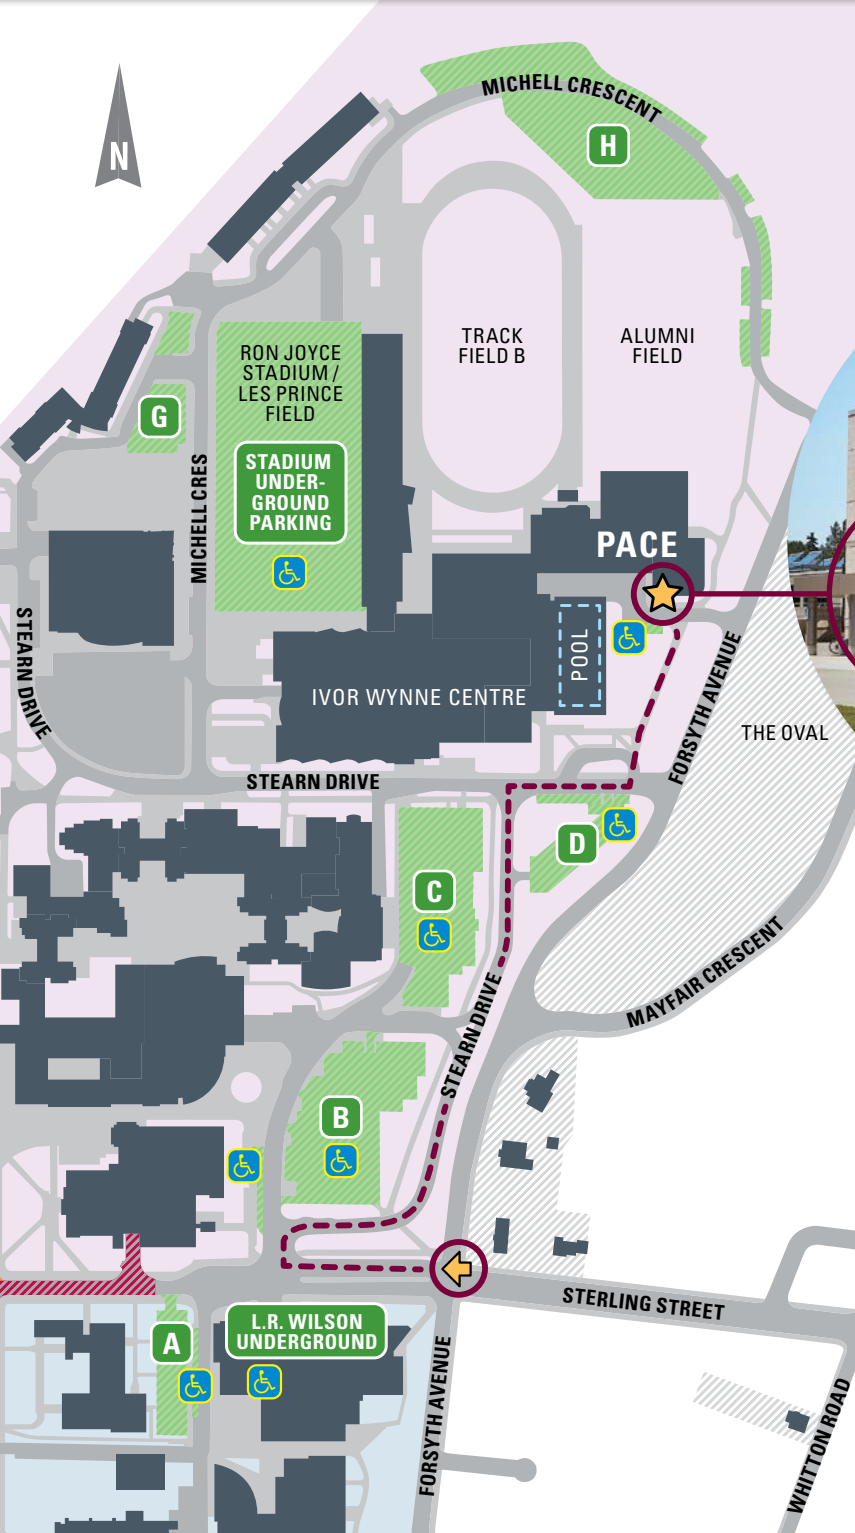 MICHELL CRESCENT
N
H
RON JOYCE
STADIUM /
LES PRINCE
FIELD
TRACK
FIELD B
ALUMNI
FIELD
G
STADIUM
UNDER-
GROUND
PARKING
MICHELL CRES
PACE
STEARN DRIVE
POOL
IVOR WYNNE CENTRE
FORSYTH AVENUE
THE OVAL
STEARN DRIVE
D
C
MAYFAIR CRESCENT
STEARN DRIVE
B
STERLING STREET
L.R. WILSON
UNDERGROUND
A
FORSYTH AVENUE
WHITTON ROAD